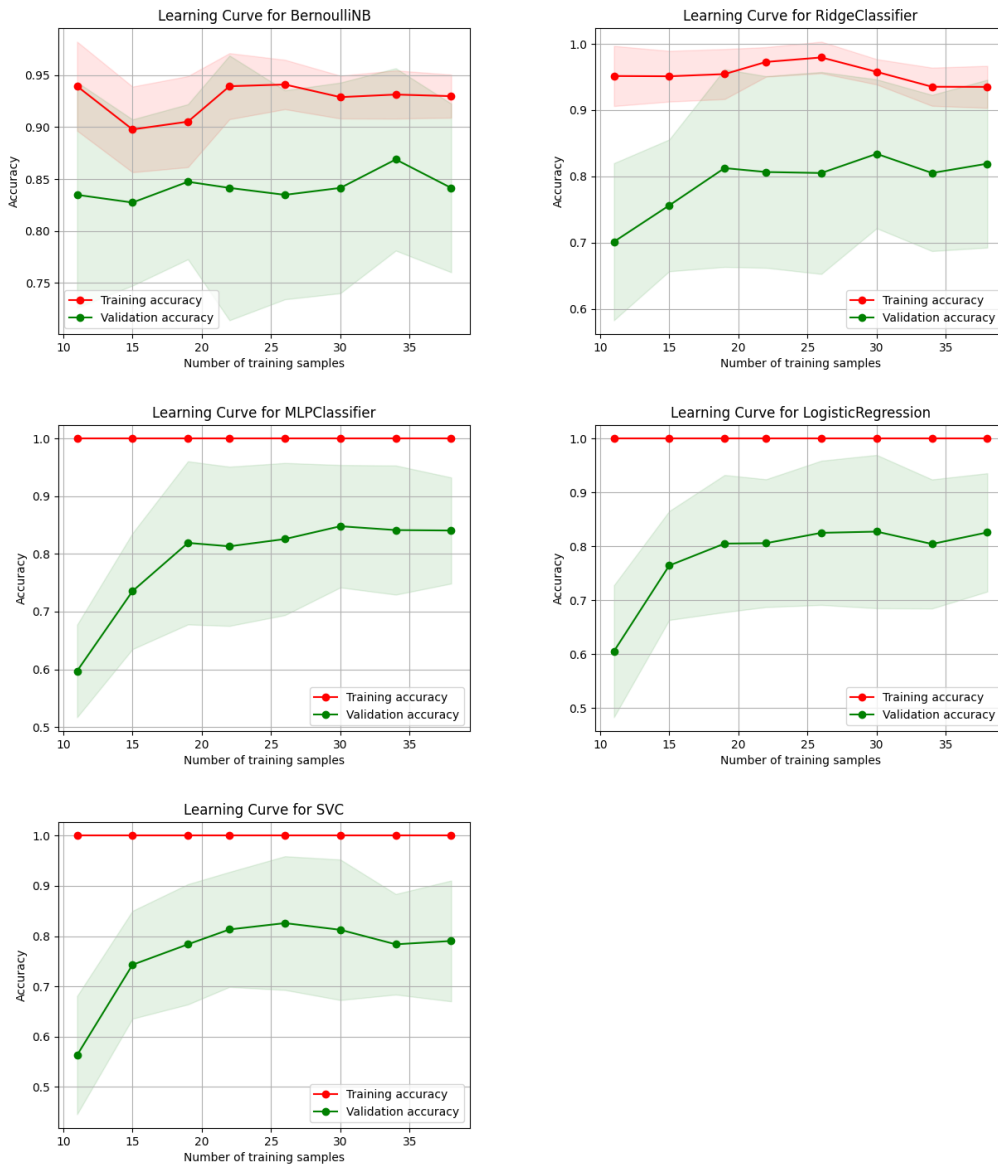 Learning Curve for BernoulliNB
0.95
0.90
0.85
0.80
0.75
Accuracy
Training accuracy
Validation accuracy
10 15 20 25 30 35
Number of training samples
Learning Curve for RidgeClassifier
1.0
0.9
0.8
0.7
0.6
Accuracy
Training accuracy
Validation accuracy
10 15 20 25 30 35
Number of training samples
Learning Curve for MLPClassifier
1.0
0.9
0.8
0.7
0.6
0.5
Accuracy
Training accuracy
Validation accuracy
10 15 20 25 30 35
Number of training samples
Learning Curve for LogisticRegression
1.0
0.9
0.8
0.7
0.6
0.5
Accuracy
Training accuracy
Validation accuracy
10 15 20 25 30 35
Number of training samples
Learning Curve for SVC
1.0
0.9
0.8
0.7
0.6
0.5
Accuracy
Training accuracy
Validation accuracy
10 15 20 25 30 35
Number of training samples